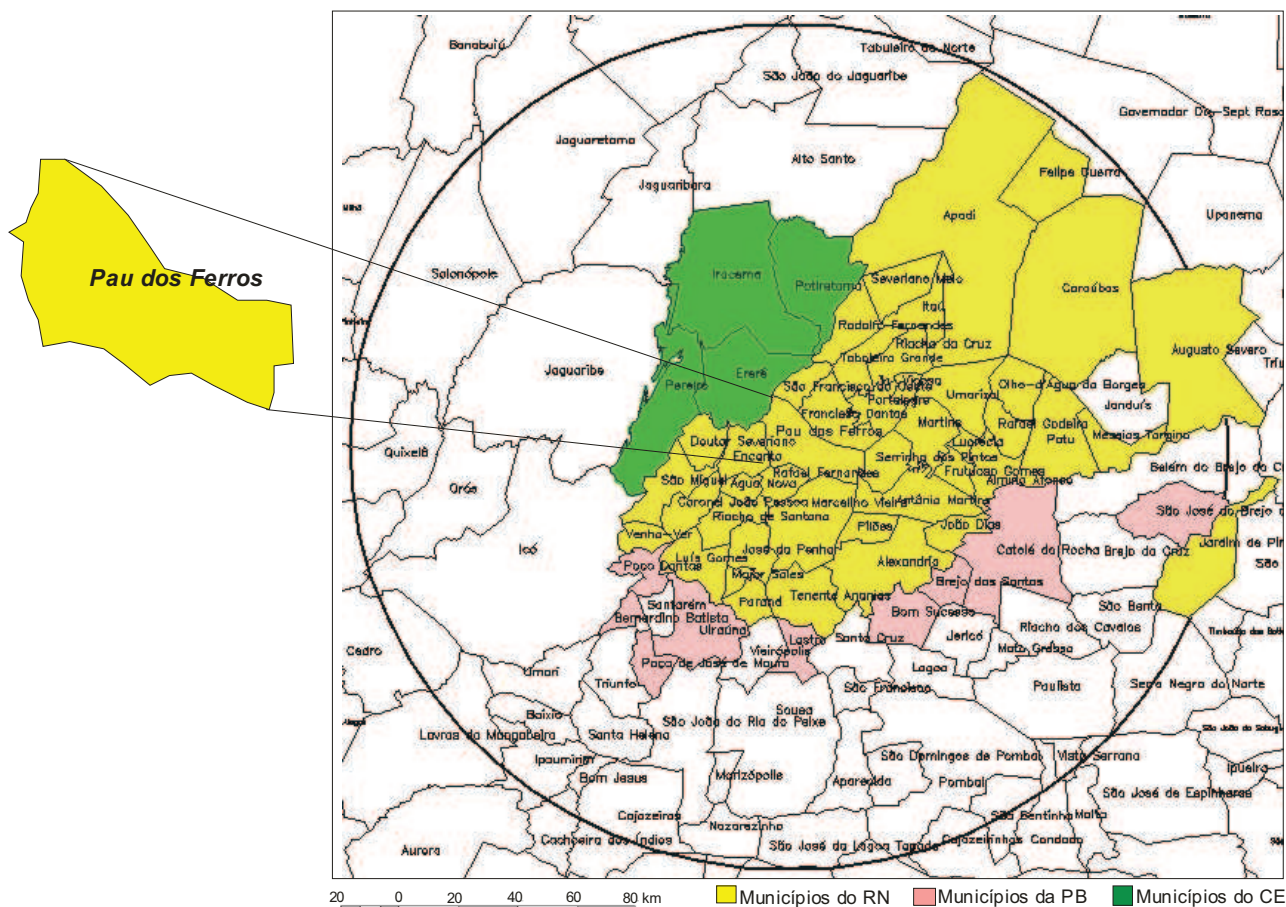 Banabuiú
Tabuleiro do Norte
São João do Jaguaribe
Governador Dix-Sept Rosa
Jaguaretama
Alto Santo
Felipe Guerra
Jaguaribara
Apodi
Upanema
Pau dos Ferros
Solonópole
Iracema
Potiretama
Severiano Melo
Caraúbas
Itaú
Rodolfo Fernandes
Riacho da Cruz
Augusto Severo
Taboleiro Grande
Jaguaribe
Ererê
Pereiro
São Francisco do Oeste
Olho-d'Água do Borges
Portalegre
Umarizal
Janduís
Francisco Dantas
Martins
Rafael Godeiro
Pau dos Ferros
Patu
Messias Targino
Doutor Severiano
Lucrécia
Quixelô
Encanto
Serrinha dos Pintos
Rafael Fernandes
Frutuoso Gomes
Belém do Brejo do C
São Miguel
Água Nova
Almino Afonso
Orós
Coronel João Pessoa
Marcelino Vieira
Antônio Martins
São José do Brejo d
Riacho de Santana
Pilões
João Dias
Venha-Ver
Jardim de Pir
Icó
José da Penha
Catolé do Rocha
Brejo do Cruz
Luís Gomes
Alexandria
São
Poço Dantas
Major Sales
Brejo dos Santos
Paraná
Tenente Ananias
Santarém
Bom Sucesso
São Bento
Bernardino Batista
Uiraúna
Riacho dos Cavalos
Lastro
Santa Cruz
Jericó
Cedro
Vieirópolis
Mato Grosso
Poço de José de Moura
Lagoa
Umari
Triunfo
São Francisco
Paulista
Serra Negra do Norte
Baixio
Sousa
São João do Rio do Peixe
Lavras da Mangabeira
Santa Helena
Ipaumirim
São Domingos de Pombal
Vista Serrana
Ipueira
Bom Jesus
Marizópolis
Aparecida
Pombal
São José de Espinharas
Cajazeiras
São Bentinho
Malta
Nazarezinho
Cachoeira dos Índios
Aurora
São José da Lagoa Tapada
Cajazeirinhas
Condado
20 0 20 40 60 80 km
Municípios do RN
Municípios da PB
Municípios do CE